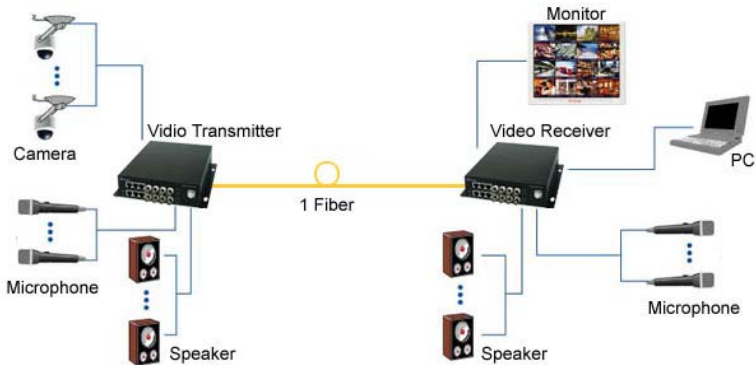 Monitor
Vidio Transmitter
Video Receiver
Camera
PC
1 Fiber
Microphone
Microphone
Speaker
Speaker